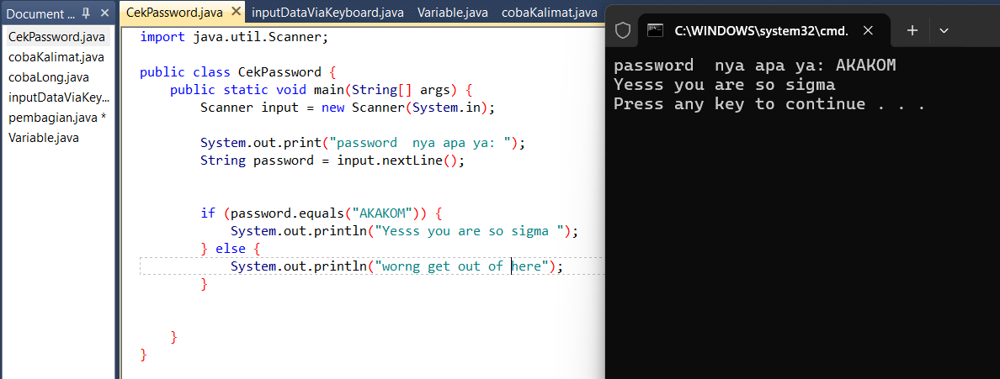 Document ...
CekPassword.java
cobaKalimat.java
cobaLong.java
inputDataViaKey...
pembagian.java *
Variable.java
CekPassword.java inputDataViaKeyboard.java Variable.java cobaKalimat.java
import java.util.Scanner;
public class CekPassword {
public static void main(String[] args) {
Scanner input = new Scanner(System.in);
System.out.print("password  nya apa ya: ");
String password = input.nextLine();
if (password.equals("AKAKOM")) {
System.out.println("Yesss you are so sigma ");
} else {
System.out.println("worng get out of here");
}
}
}
C:\WINDOWS\system32\cmd.
password  nya apa ya: AKAKOM
Yesss you are so sigma
Press any key to continue . . .